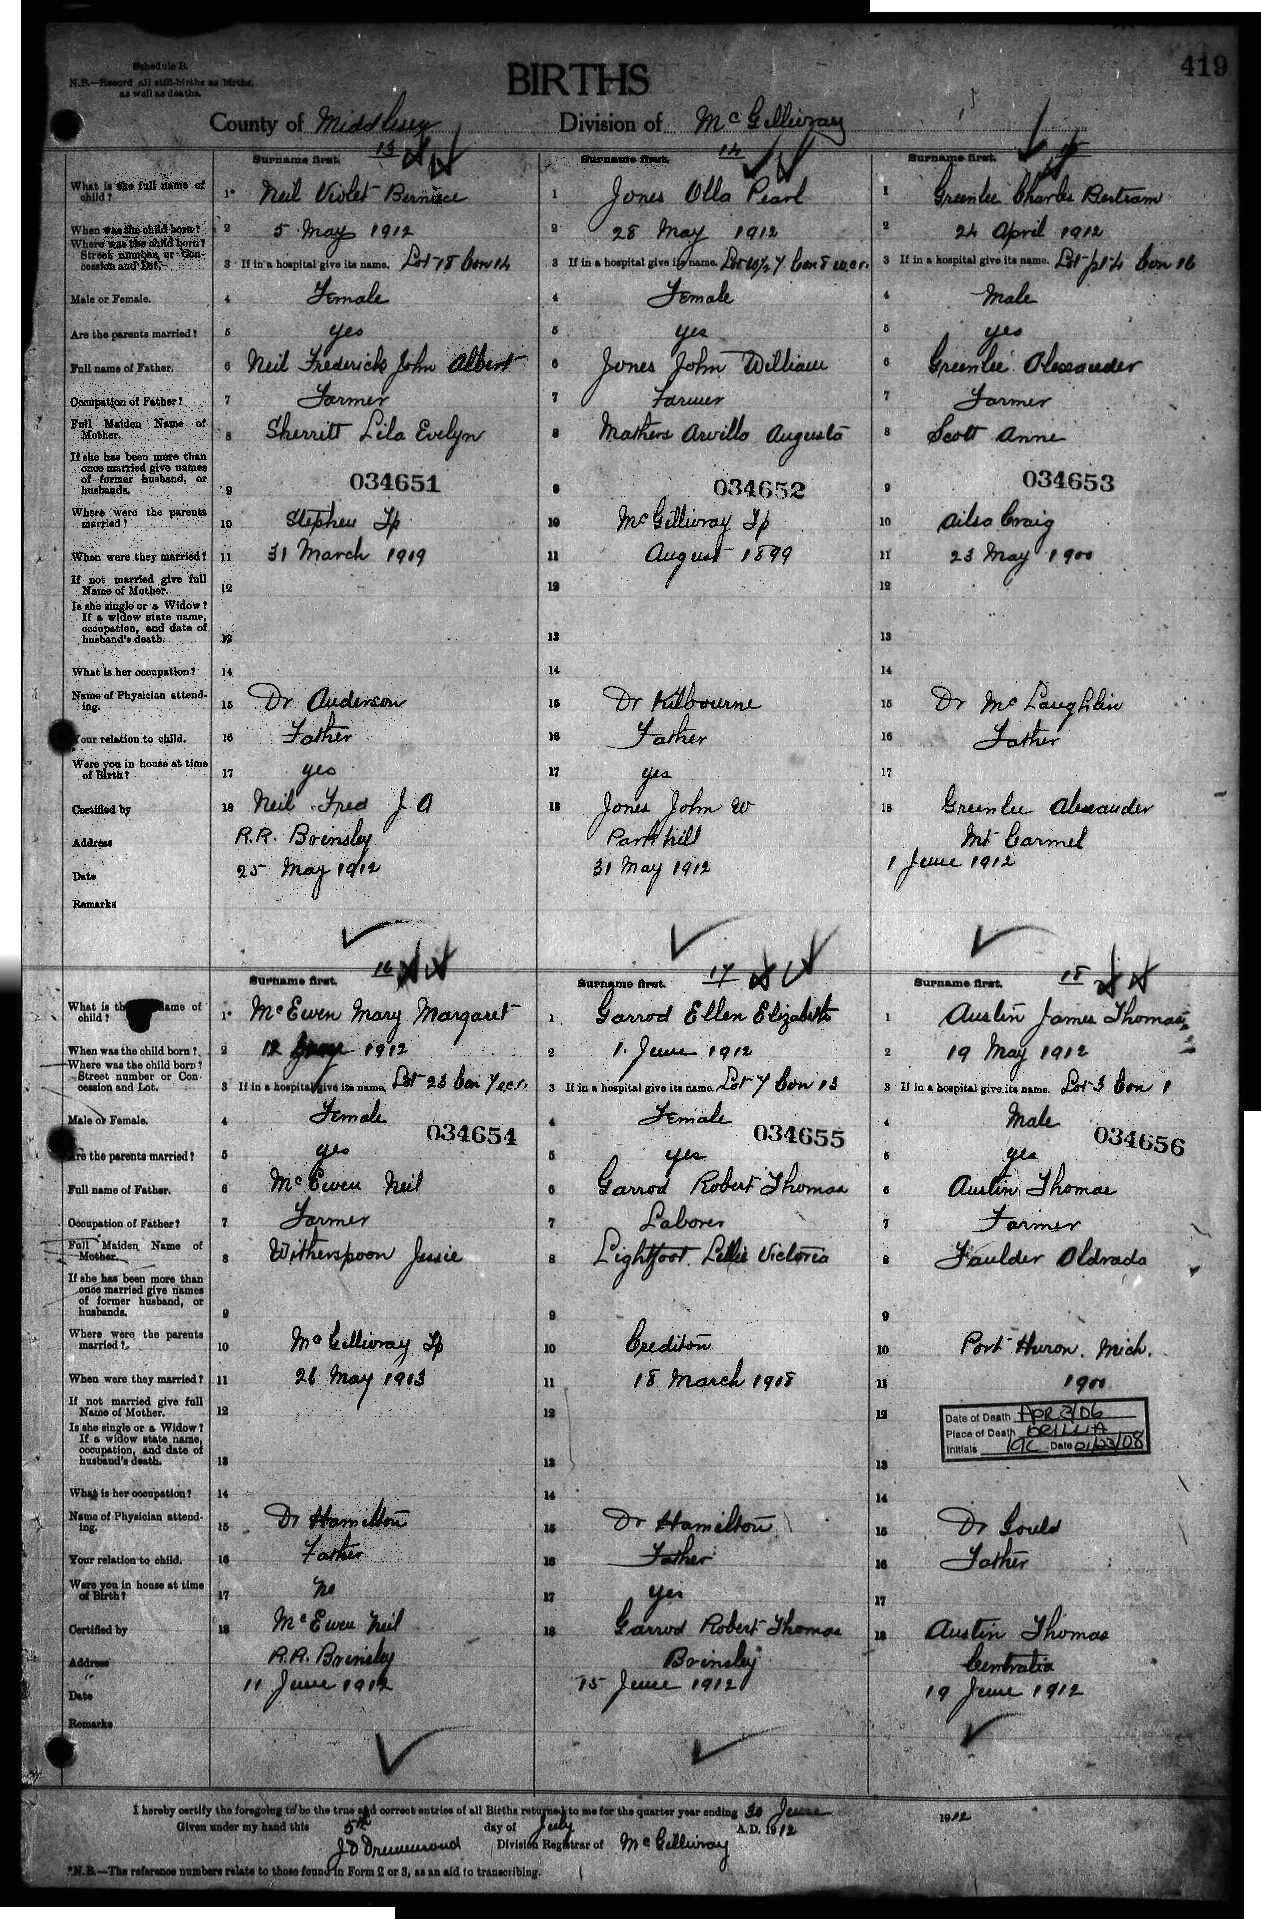 Schedule B.
N.B.—Record all still-births as births,
as well as deaths.
BIRTHS
419
County of Middlesex Division of McGillivray
13 14 15
Surname first. Surname first. Surname first.
What is the full name of child? 1* Neil Violet Bernice 1 Jones Olla Pearl 1 Greenlee Charles Bertram
When was the child born? 2 5 May 1912 2 28 May 1912 2 24 April 1912
Where was the child born? Street number, or Concession and Lot. 3 If in a hospital give its name. Lot 18 Con 14 3 If in a hospital give its name. Lot W½ 7 Con 8 w.c.r. 3 If in a hospital give its name. Lot pt 4 Con 16
Male or Female. 4 Female 4 Female 4 Male
Are the parents married? 5 yes 5 yes 5 yes
Full name of Father. 6 Neil Frederick John Albert 6 Jones John William 6 Greenlee Alexander
Occupation of Father? 7 Farmer 7 Farmer 7 Farmer
Full Maiden Name of Mother. 8 Sherritt Lila Evelyn 8 Mathers Arvilla Augusta 8 Scott Anne
If she has been more than once married give names of former husband, or husbands. 9 034651 9 034652 9 034653
Where were the parents married? 10 Stephen Tp 10 McGillivray Tp 10 Ailsa Craig
When were they married? 11 31 March 1909 11 August 1899 11 23 May 1900
If not married give full Name of Mother. 12 12 12
Is she single or a Widow? If a widow state name, occupation, and date of husband's death. 13 13 13
What is her occupation? 14 14 14
Name of Physician attending. 15 Dr Anderson 15 Dr Kilbourne 15 Dr McLaughlin
Your relation to child. 16 Father 16 Father 16 Father
Were you in house at time of Birth? 17 yes 17 yes 17
Certified by 18 Neil Fred J A 18 Jones John W 18 Greenlee Alexander
Address R.R. Brinsley Parkhill Mt Carmel
Date 25 May 1912 31 May 1912 1 June 1912
Remarks
16 17 18
Surname first. Surname first. Surname first.
What is the name of child? 1* McEwen Mary Margaret 1 Garrod Ellen Elizabeth 1 Austin James Thomas
When was the child born? 2 12 1912 2 1 June 1912 2 19 May 1912
Where was the child born? Street number or Concession and Lot. 3 If in a hospital give its name. Lot 23 Con 7 e.c.r. 3 If in a hospital give its name. Lot 7 Con 13 3 If in a hospital give its name. Lot 3 Con 1
Male or Female. 4 Female 4 Female 4 Male
034654 034655 034656
Are the parents married? 5 yes 5 yes 5 yes
Full name of Father. 6 McEwen Neil 6 Garrod Robert Thomas 6 Austin Thomas
Occupation of Father? 7 Farmer 7 Laborer 7 Farmer
Full Maiden Name of Mother. 8 Witherspoon Jessie 8 Lightfoot Lillie Victoria 8 Faulder Aldrada
If she has been more than once married give names of former husband, or husbands. 9 9
Where were the parents married? 10 McGillivray Tp 10 Crediton 10 Port Huron. Mich.
When were they married? 11 26 May 1903 11 18 March 1908 11 1900
If not married give full Name of Mother. 12 12 12
Date of Death APR 3/06
Place of Death ORILLIA
Initials Date 01/23/08
Is she single or a Widow? If a widow state name, occupation, and date of husband's death. 13 13 13
What is her occupation? 14 14 14
Name of Physician attending. 15 Dr Hamilton 15 Dr Hamilton 15 Dr Gould
Your relation to child. 16 Father 16 Father 16 Father
Were you in house at time of Birth? 17 no 17 yes 17
Certified by 18 McEwen Neil 18 Garrod Robert Thomas 18 Austin Thomas
Address R.R. Brinsley Brinsley Centralia
Date 11 June 1912 15 June 1912 19 June 1912
Remarks
I hereby certify the foregoing to be the true and correct entries of all Births returned to me for the quarter year ending 30 June 1912
Given under my hand this 5th day of July A.D. 1912
J D Drummond Division Registrar of McGillivray
*N.B.—The reference numbers relate to those found in Form 2 or 3, as an aid to transcribing.